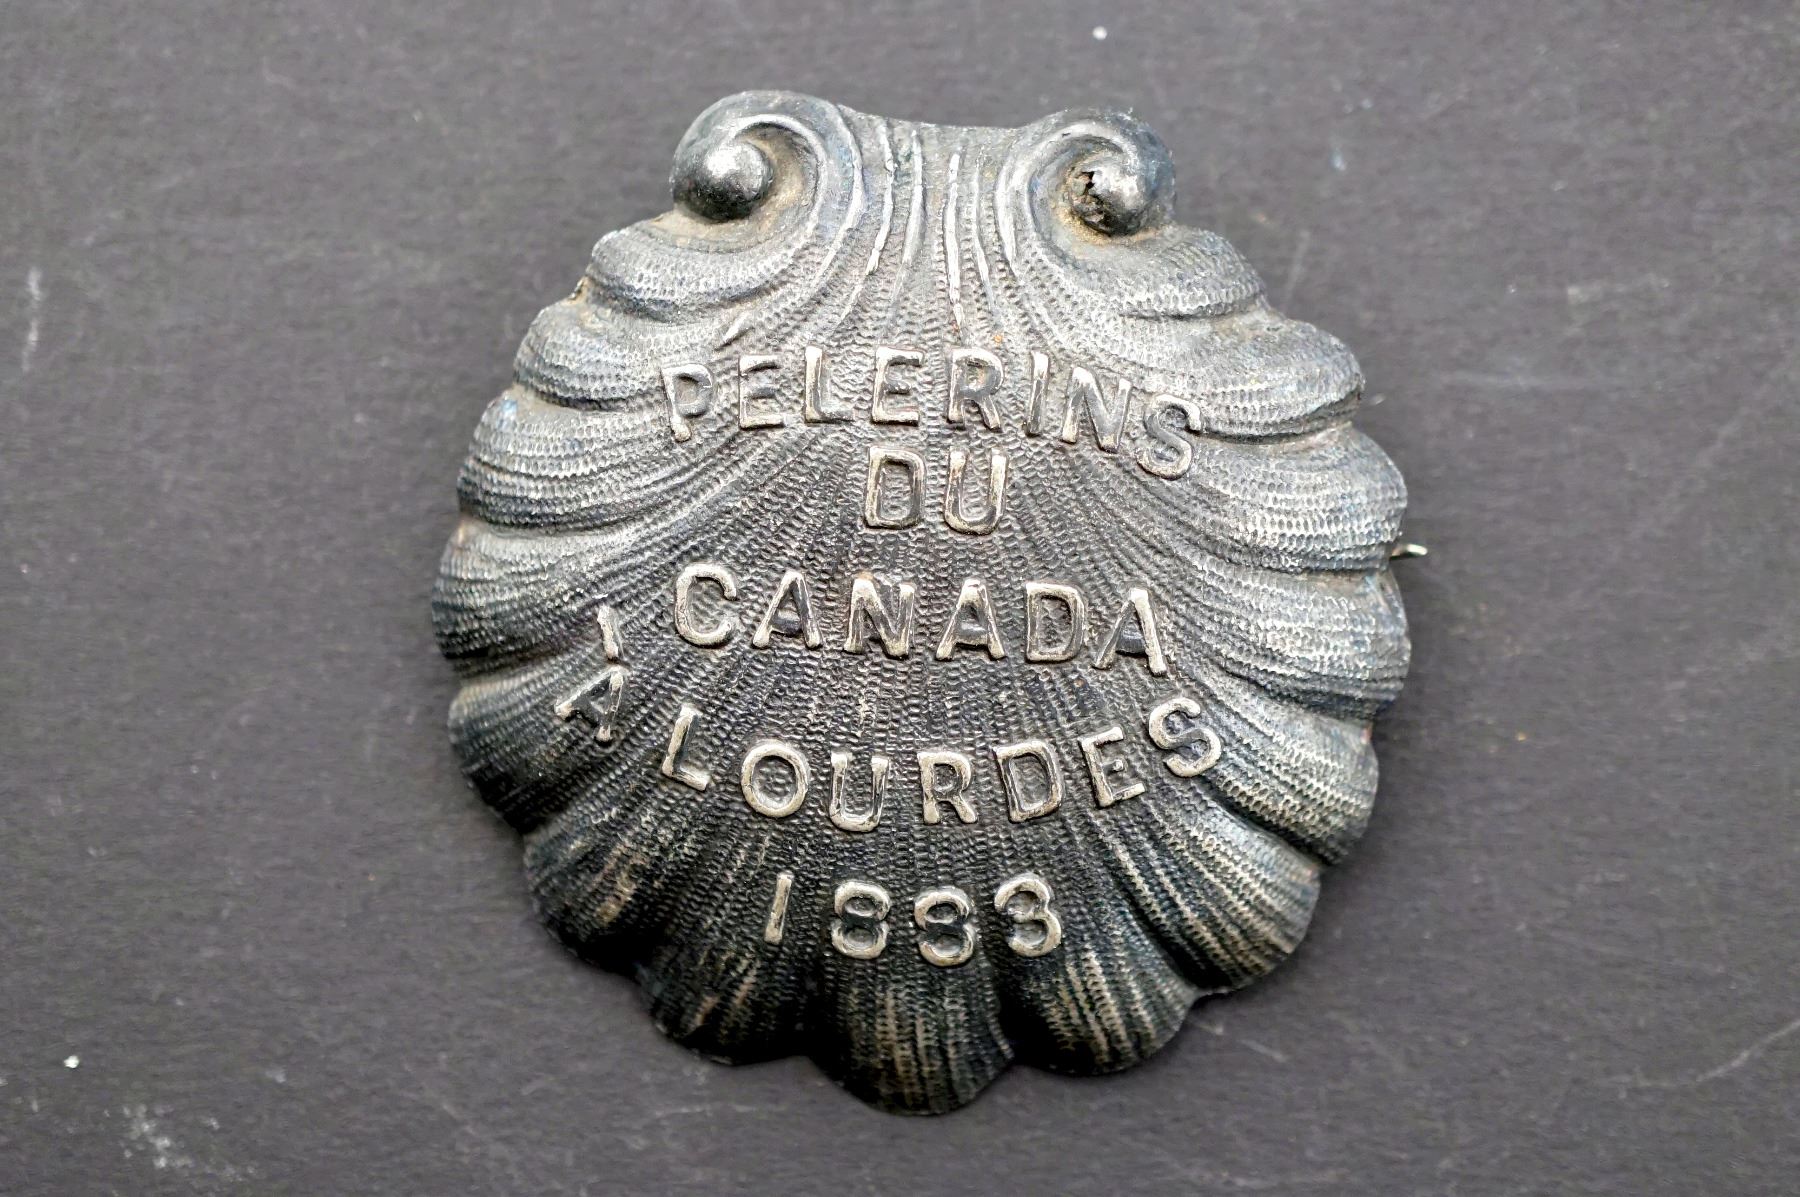 PELERINS
DU
CANADA
À LOURDES
1883